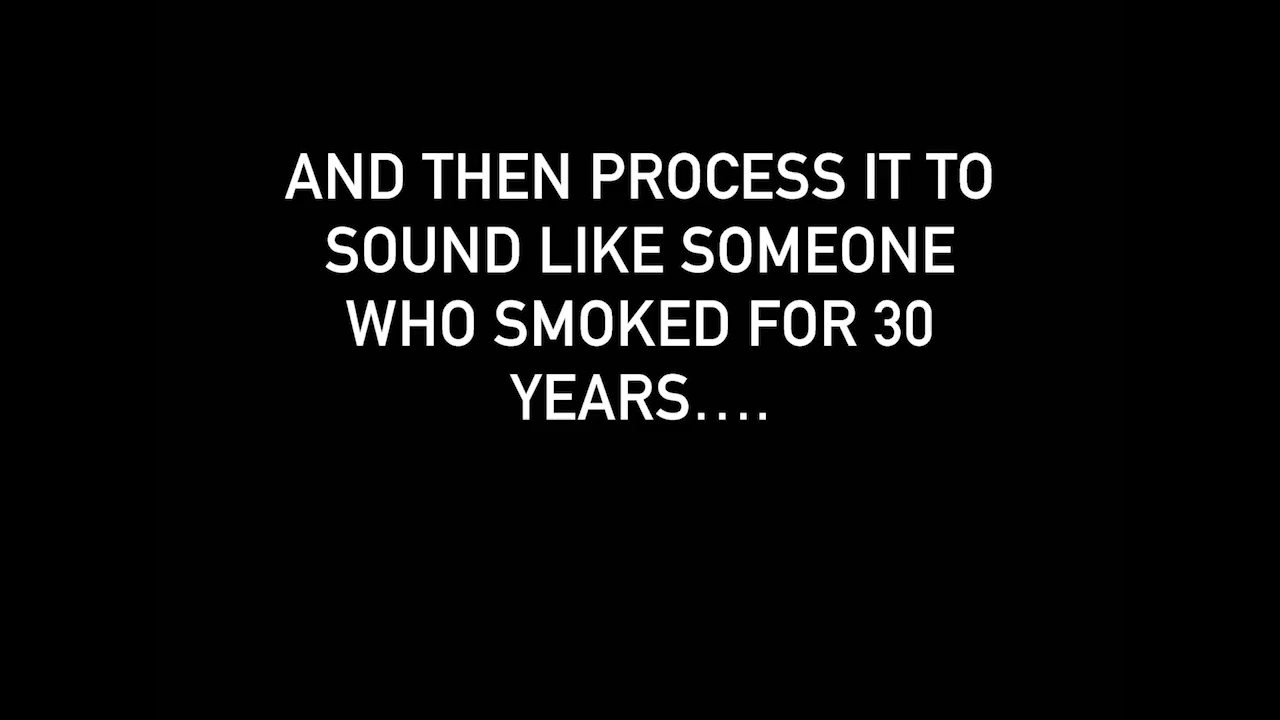 AND THEN PROCESS IT TO
SOUND LIKE SOMEONE
WHO SMOKED FOR 30
YEARS....